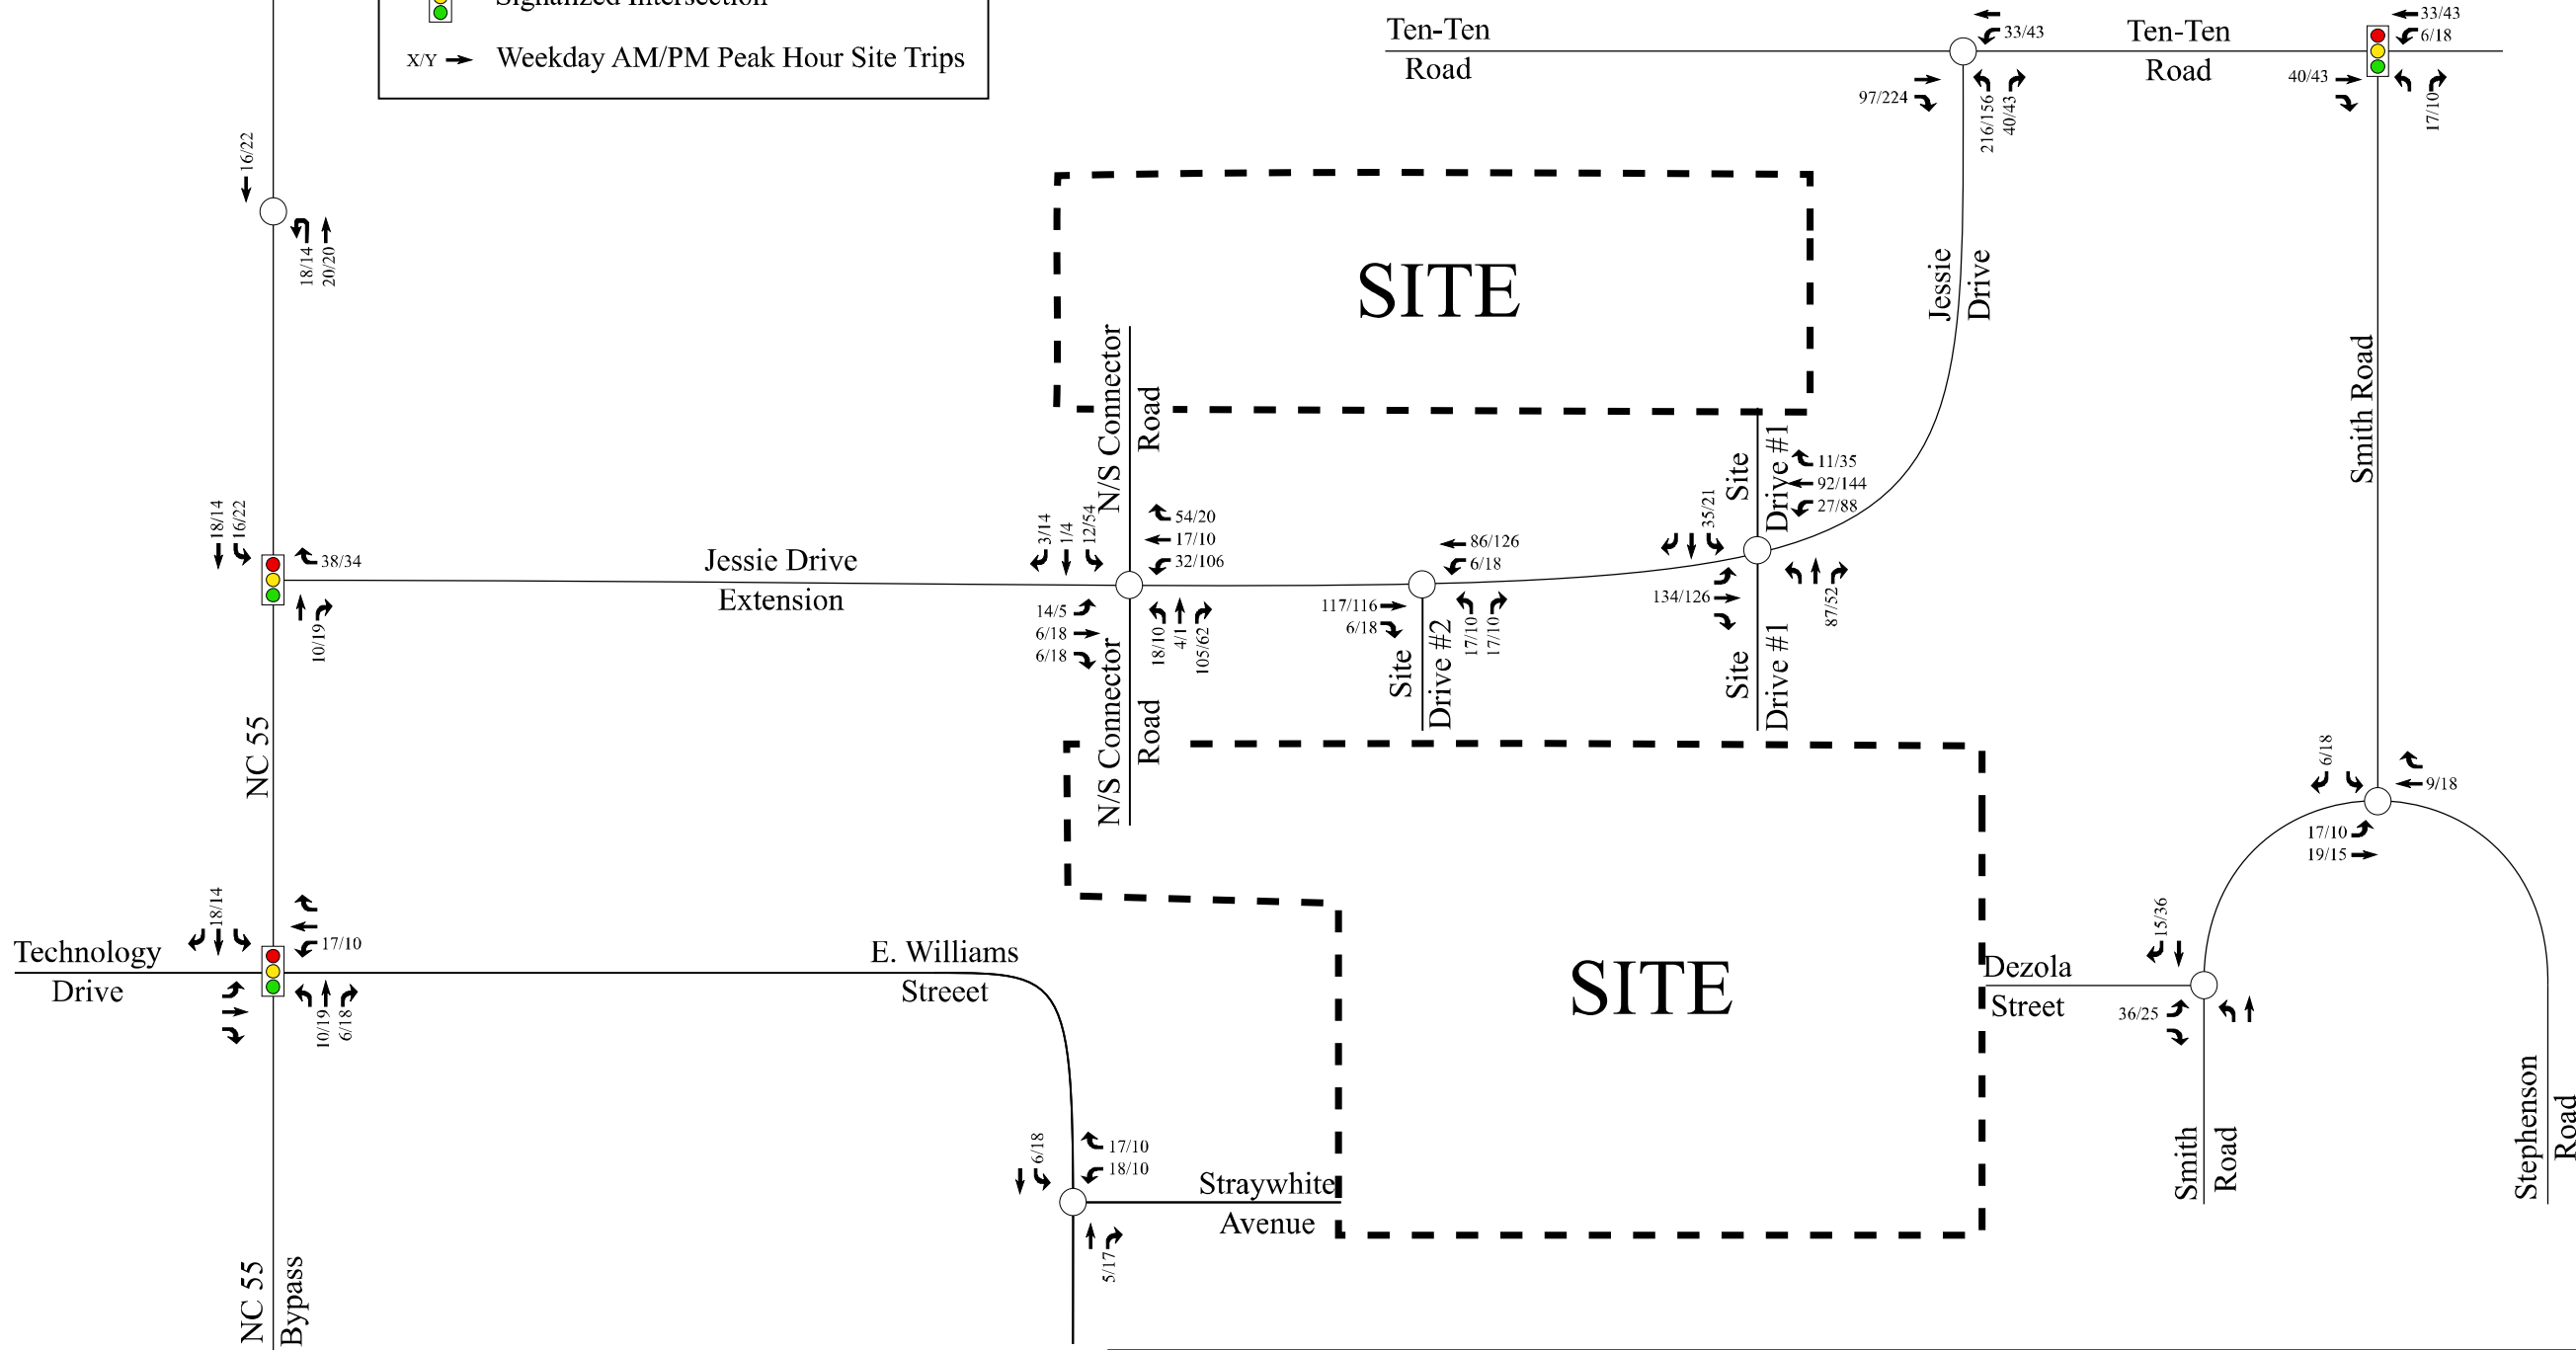 Signalized Intersection
X/Y Weekday AM/PM Peak Hour Site Trips
Ten-Ten
Road
33/43
97/224
216/156
40/43
Ten-Ten
Road
33/43
6/18
40/43
17/10
16/22
18/14
20/20
SITE
Jessie
Drive
Smith Road
N/S Connector
Road
Site
Drive #1
11/35
92/144
27/88
35/21
134/126
87/52
18/14
16/22
38/34
10/19
Jessie Drive
Extension
3/14
1/4
12/54
54/20
17/10
32/106
14/5
6/18
6/18
18/10
4/1
105/62
86/126
6/18
117/116
6/18
17/10
17/10
Site
Drive #2
Site
Drive #1
N/S Connector
Road
NC 55
6/18
9/18
17/10
19/15
18/14
17/10
10/19
6/18
Technology
Drive
E. Williams
Streeet
SITE
Dezola
Street
15/36
36/25
Smith
Road
Stephenson
Road
6/18
17/10
18/10
5/17
Straywhite
Avenue
NC 55
Bypass